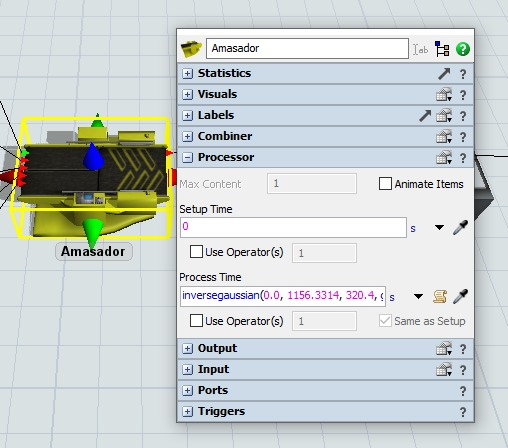 Amasador
ab
?
Statistics ?
Visuals ?
Labels ?
Combiner ?
Processor ?
Max Content 1 Animate Items
Setup Time
0 s
Use Operator(s) 1
Process Time
inversegaussian(0.0, 1156.3314, 320.4, s
Use Operator(s) 1 Same as Setup
Output ?
Input ?
Ports ?
Triggers ?
Amasador